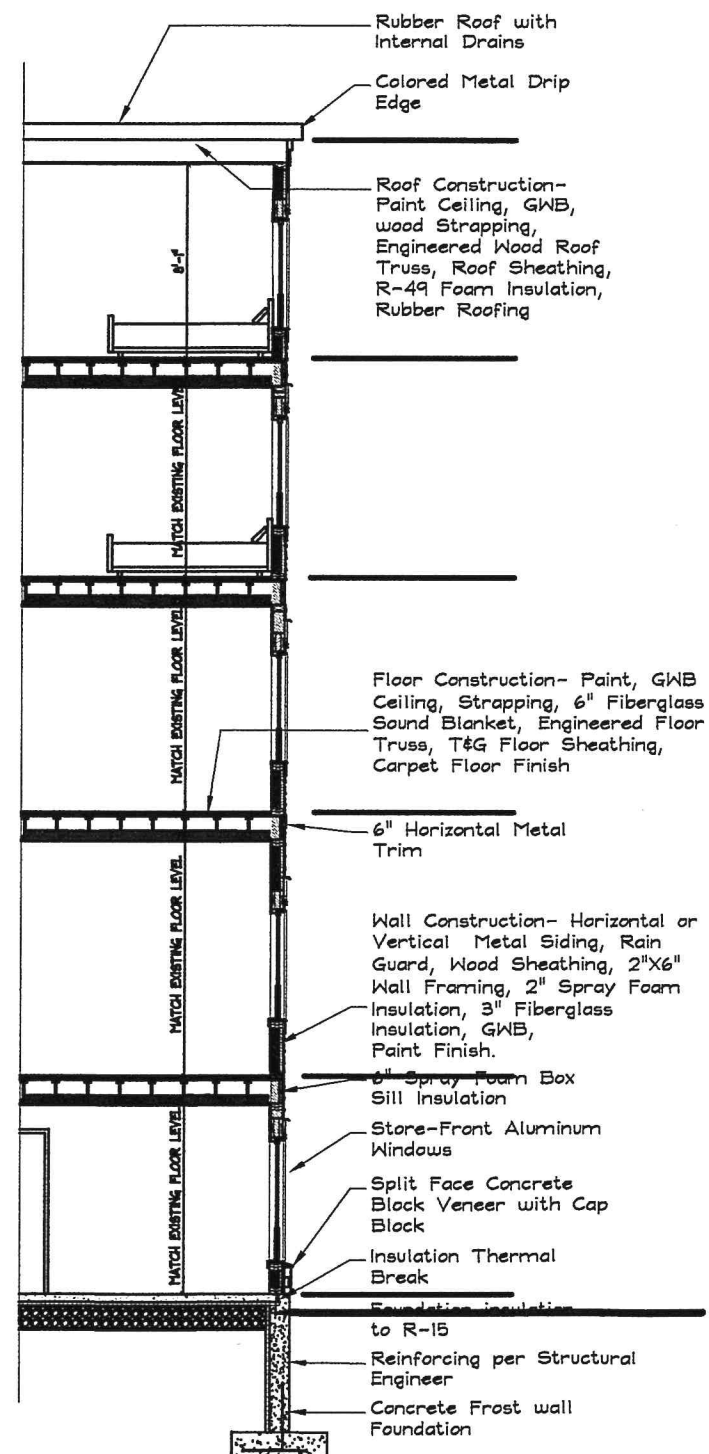 Rubber Roof with
Internal Drains
Colored Metal Drip
Edge
Roof Construction-
Paint Ceiling, GWB,
wood Strapping,
Engineered Wood Roof
Truss, Roof Sheathing,
R-49 Foam Insulation,
Rubber Roofing
8'-1"
MATCH EXISTING FLOOR LEVEL
MATCH EXISTING FLOOR LEVEL
Floor Construction- Paint, GWB
Ceiling, Strapping, 6" Fiberglass
Sound Blanket, Engineered Floor
Truss, T&G Floor Sheathing,
Carpet Floor Finish
6" Horizontal Metal
Trim
MATCH EXISTING FLOOR LEVEL
Wall Construction- Horizontal or
Vertical Metal Siding, Rain
Guard, Wood Sheathing, 2"X6"
Wall Framing, 2" Spray Foam
Insulation, 3" Fiberglass
Insulation, GWB,
Paint Finish.
6" Spray Foam Box
Sill Insulation
MATCH EXISTING FLOOR LEVEL
Store-Front Aluminum
Windows
Split Face Concrete
Block Veneer with Cap
Block
Insulation Thermal
Break
Foundation insulation
to R-15
Reinforcing per Structural
Engineer
Concrete Frost wall
Foundation